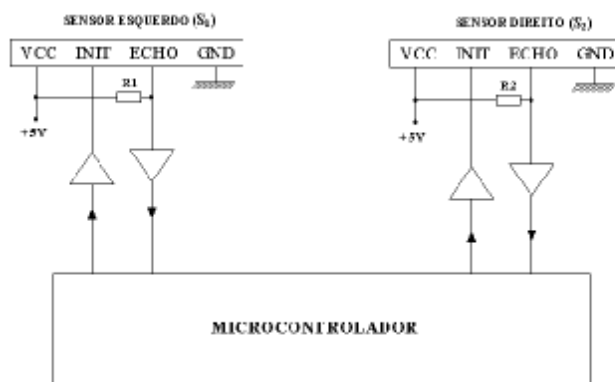 SENSOR ESQUERDO (S1)
VCC INIT ECHO GND
R1
+5V
SENSOR DIREITO (S2)
VCC INIT ECHO GND
R2
+5V
MICROCONTROLADOR